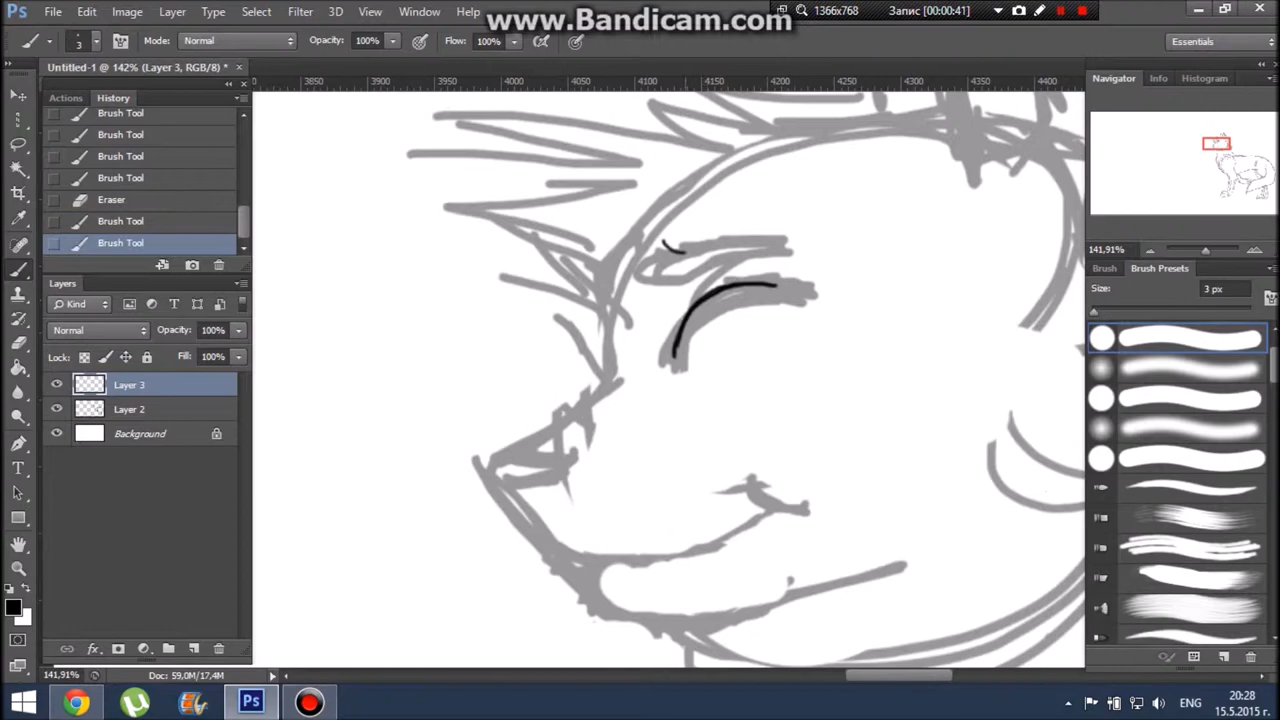 Ps File Edit Image Layer Type Select Filter 3D View Window Help
www.Bandicam.com
1366x768 Запис [00:00:41]
3 Mode: Normal Opacity: 100% Flow: 100% Essentials
Untitled-1 @ 142% (Layer 3, RGB/8) * ×
3850 3900 3950 4000 4050 4100 4150 4200 4250 4300 4350 4400
Actions History
Brush Tool
Brush Tool
Brush Tool
Brush Tool
Eraser
Brush Tool
Brush Tool
Layers
Kind
Normal Opacity: 100%
Lock: Fill: 100%
Layer 3
Layer 2
Background
fx
141,91% Doc: 59,0M/17,4M
Navigator Info Histogram
141,91%
Brush Brush Presets
Size: 3 px
Ps
ENG
20:28
15.5.2015 г.